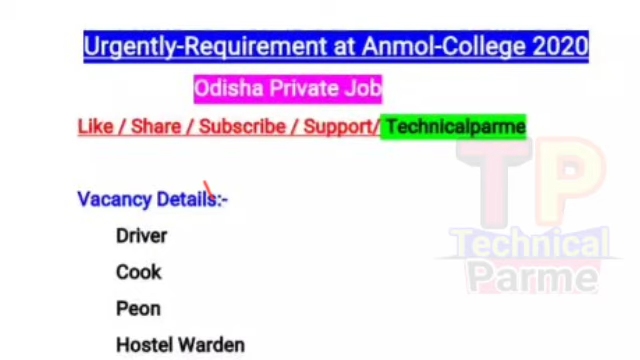 Urgently-Requirement at Anmol-College 2020
Odisha Private Job
Like / Share / Subscribe / Support/ Technicalparme
Vacancy Details:-
Driver
Cook
Peon
Hostel Warden
TP
Technical
Parme